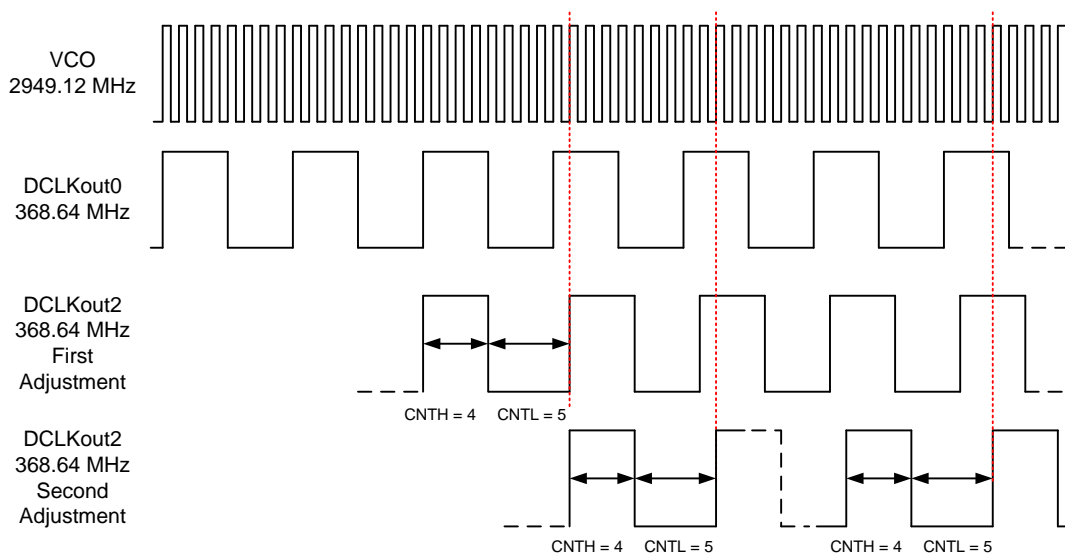 VCO
2949.12 MHz
DCLKout0
368.64 MHz
DCLKout2
368.64 MHz
First
Adjustment
CNTH = 4
CNTL = 5
DCLKout2
368.64 MHz
Second
Adjustment
CNTH = 4
CNTL = 5
CNTH = 4
CNTL = 5